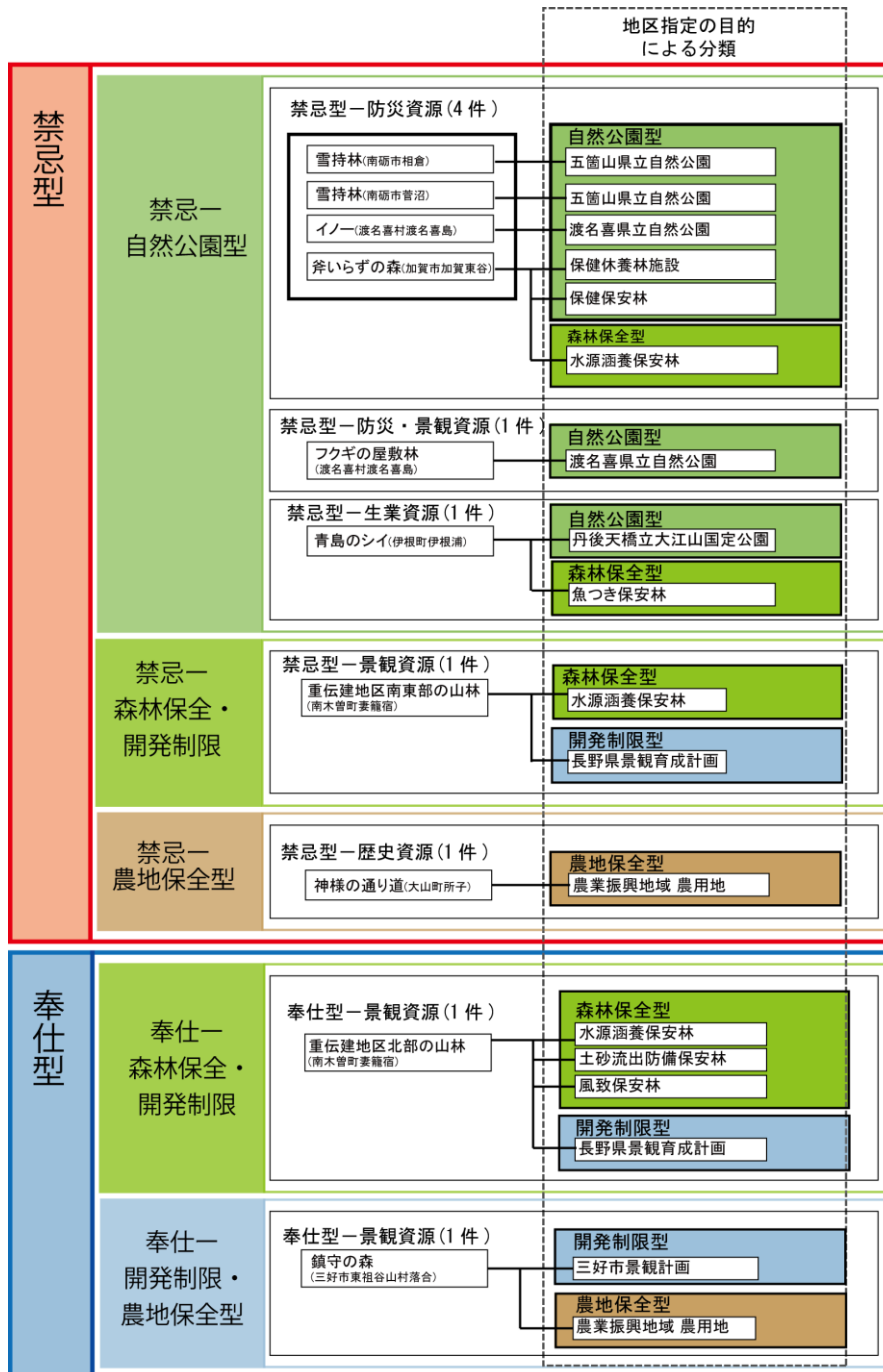 地区指定の目的
による分類
禁忌型
禁忌ー
自然公園型
禁忌型ー防災資源(4 件)
雪持林(南砺市相倉)
雪持林(南砺市菅沼)
イノー(渡名喜村渡名喜島)
斧いらずの森(加賀市加賀東谷)
自然公園型
五箇山県立自然公園
五箇山県立自然公園
渡名喜県立自然公園
保健休養林施設
保健保安林
森林保全型
水源涵養保安林
禁忌型ー防災・景観資源(1 件)
フクギの屋敷林
(渡名喜村渡名喜島)
自然公園型
渡名喜県立自然公園
禁忌型ー生業資源(1 件)
青島のシイ(伊根町伊根浦)
自然公園型
丹後天橋立大江山国定公園
森林保全型
魚つき保安林
禁忌ー
森林保全・
開発制限
禁忌型ー景観資源(1 件)
重伝建地区南東部の山林
(南木曽町妻籠宿)
森林保全型
水源涵養保安林
開発制限型
長野県景観育成計画
禁忌ー
農地保全型
禁忌型ー歴史資源(1 件)
神様の通り道(大山町所子)
農地保全型
農業振興地域 農用地
奉仕型
奉仕ー
森林保全・
開発制限
奉仕型ー景観資源(1 件)
重伝建地区北部の山林
(南木曽町妻籠宿)
森林保全型
水源涵養保安林
土砂流出防備保安林
風致保安林
開発制限型
長野県景観育成計画
奉仕ー
開発制限・
農地保全型
奉仕型ー景観資源(1 件)
鎮守の森
(三好市東祖谷山村落合)
開発制限型
三好市景観計画
農地保全型
農業振興地域 農用地